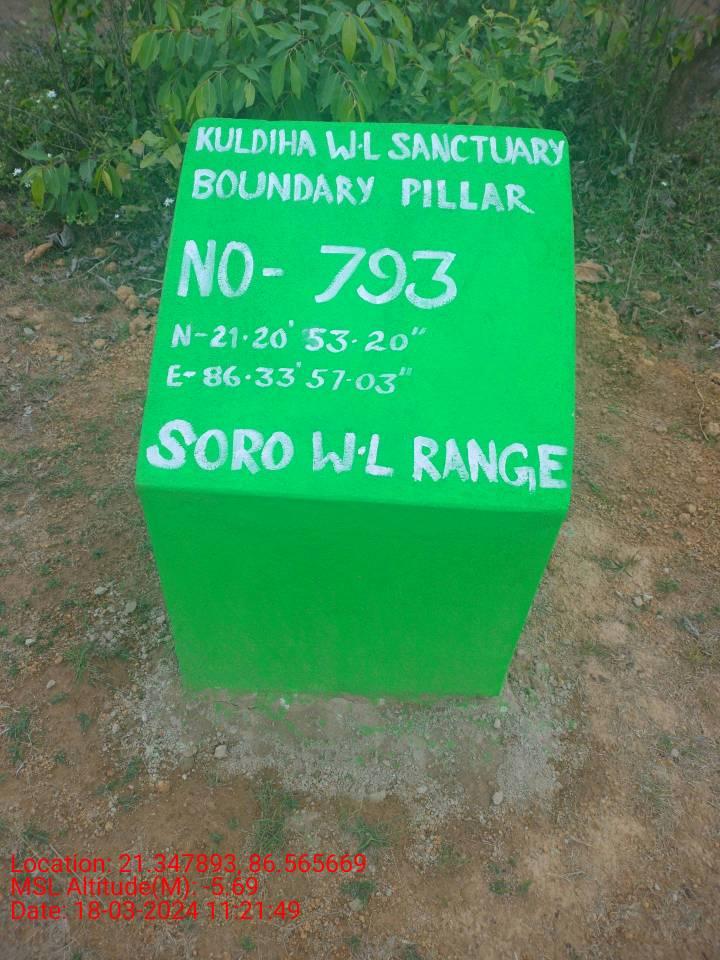 KULDIHA W.L SANCTUARY
BOUNDARY PILLAR
NO- 793
N-21.20' 53.20"
E- 86.33' 57.03"
SORO W.L RANGE
Location: 21.347893, 86.565669
MSL Altitude(M): -5.69
Date: 18-03-2024 11:21:49